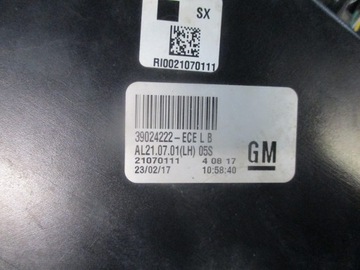 SX
RI0021070111
39024222-ECE L B
AL21.07.01(LH) 05S
21070111 4 08 17
23/02/17 10:58:40
GM